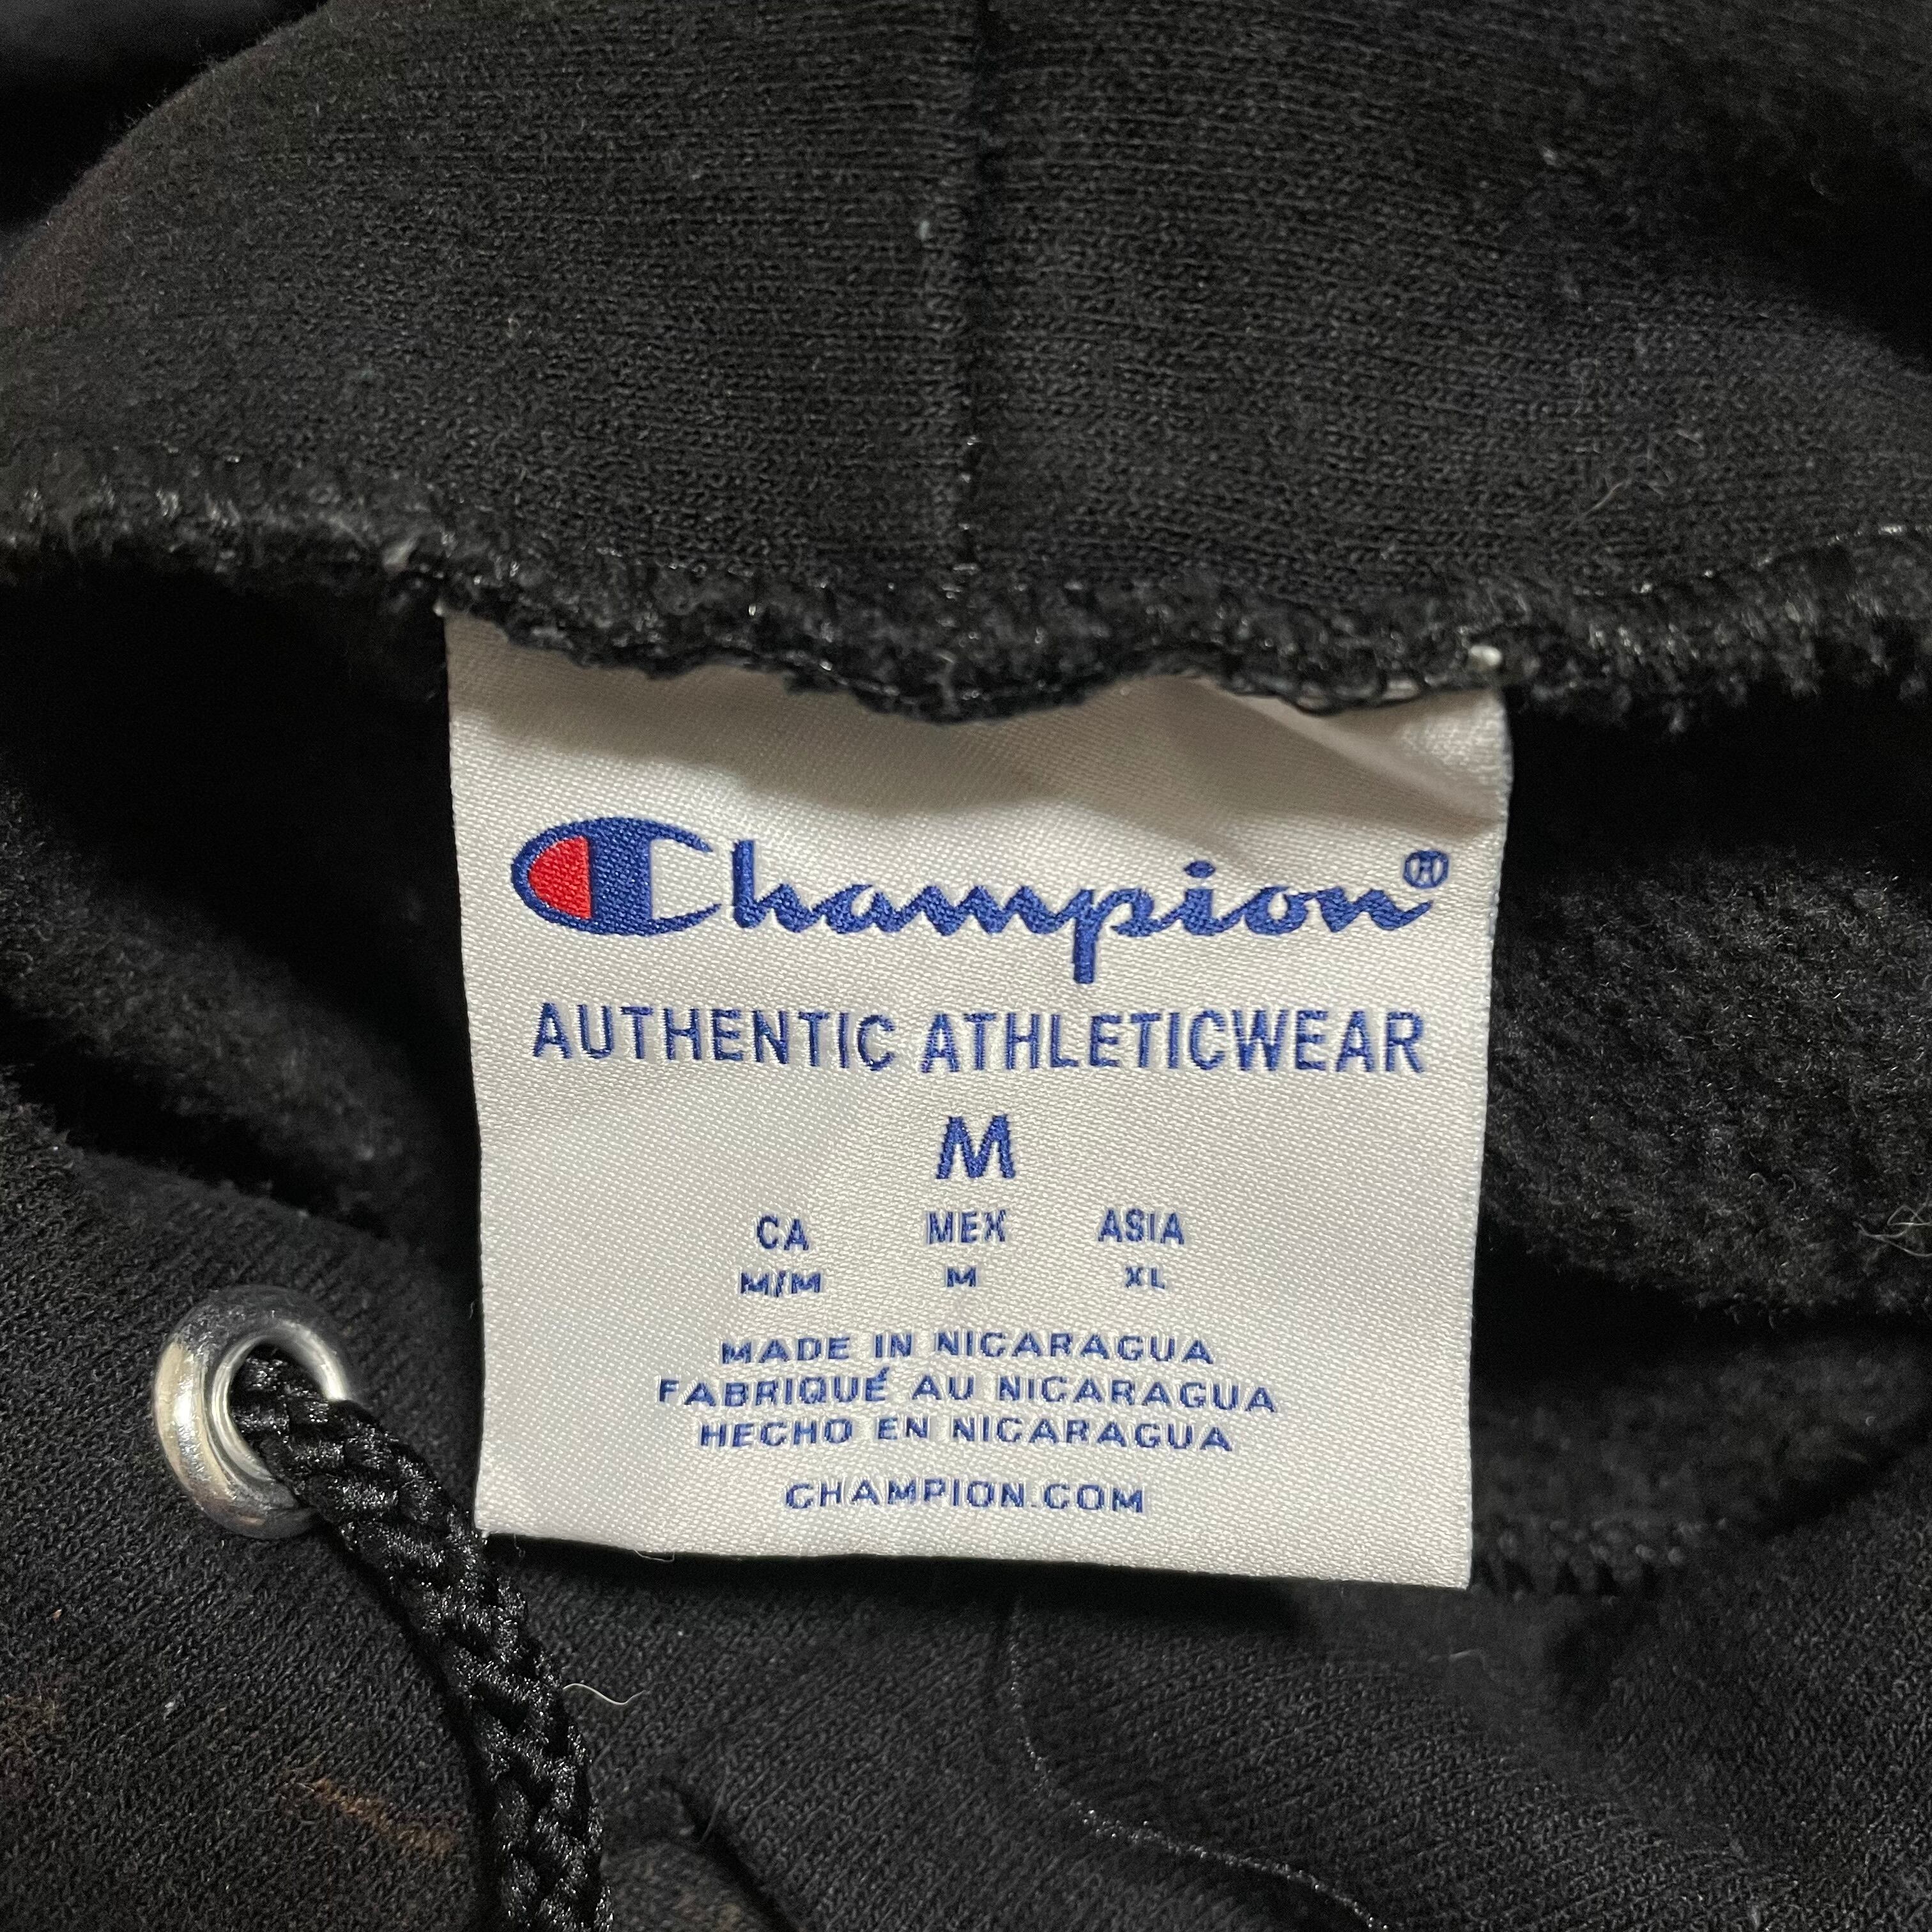 Champion®
AUTHENTIC ATHLETICWEAR
M
CA MEX ASIA
M/M M XL
MADE IN NICARAGUA
FABRIQUÉ AU NICARAGUA
HECHO EN NICARAGUA
CHAMPION.COM